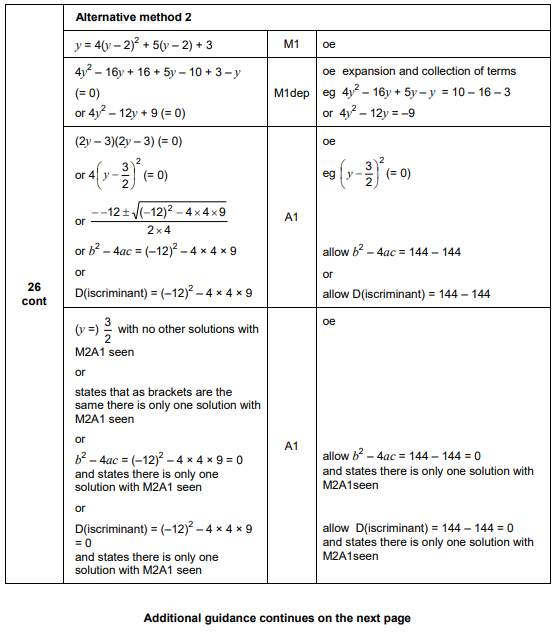 Alternative method 2
y = 4(y – 2)² + 5(y – 2) + 3
M1
oe
4y² – 16y + 16 + 5y – 10 + 3 – y
(= 0)
or 4y² – 12y + 9 (= 0)
M1dep
oe expansion and collection of terms
eg 4y² – 16y + 5y – y = 10 – 16 – 3
or 4y² – 12y = –9
(2y – 3)(2y – 3) (= 0)
or 4(y – 3/2)² (= 0)
or (– –12 ± √((–12)² – 4 × 4 × 9))/(2 × 4)
or b² – 4ac = (–12)² – 4 × 4 × 9
or
D(iscriminant) = (–12)² – 4 × 4 × 9
A1
oe
eg (y – 3/2)² (= 0)
allow b² – 4ac = 144 – 144
or
allow D(iscriminant) = 144 – 144
26
cont
(y =) 3/2 with no other solutions with
M2A1 seen
or
states that as brackets are the
same there is only one solution with
M2A1 seen
or
b² – 4ac = (–12)² – 4 × 4 × 9 = 0
and states there is only one
solution with M2A1 seen
or
D(iscriminant) = (–12)² – 4 × 4 × 9
= 0
and states there is only one
solution with M2A1 seen
A1
oe
allow b² – 4ac = 144 – 144 = 0
and states there is only one solution with
M2A1seen
allow D(iscriminant) = 144 – 144 = 0
and states there is only one solution with
M2A1seen
Additional guidance continues on the next page